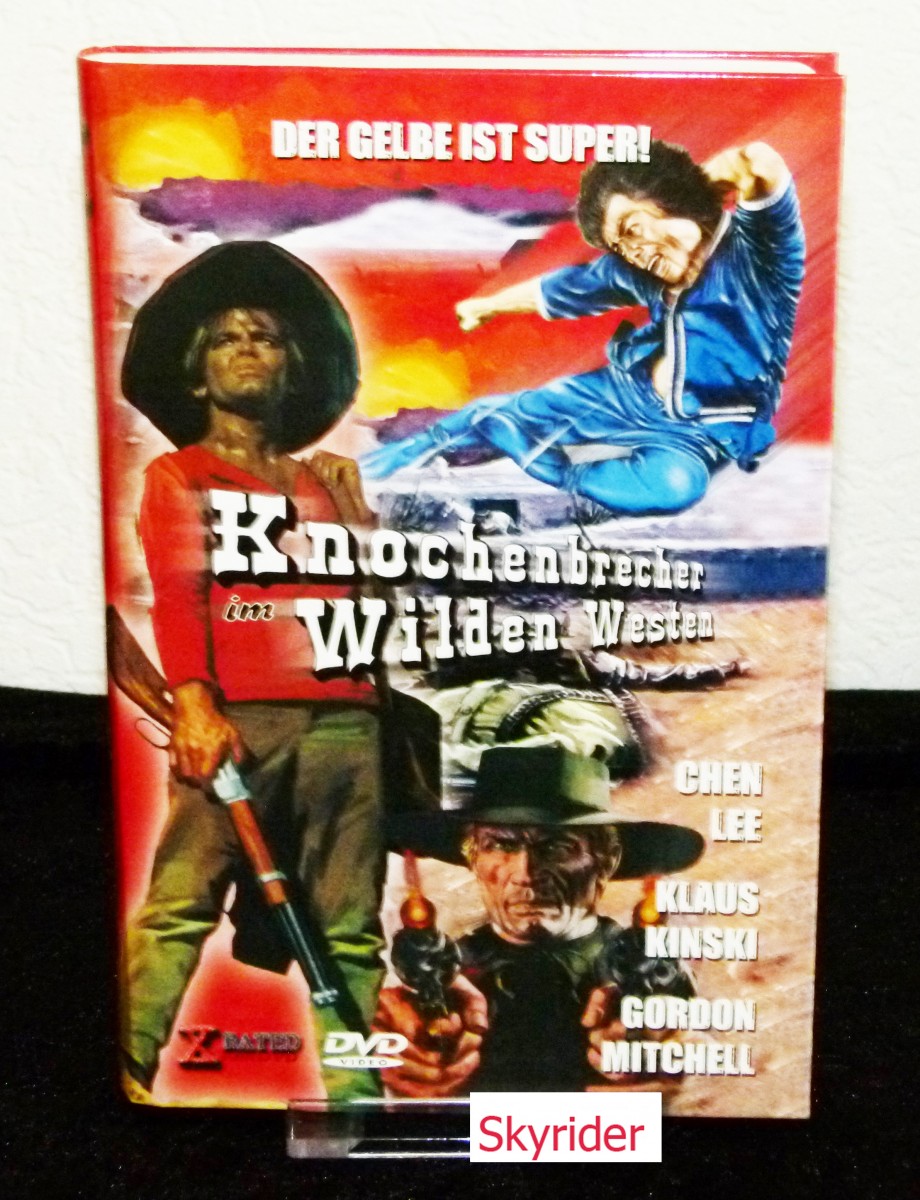 DER GELBE IST SUPER!
Knochenbrecher
im Wilden Westen
CHEN
LEE
KLAUS
KINSKI
GORDON
MITCHELL
X RATED
DVD
VIDEO
Skyrider